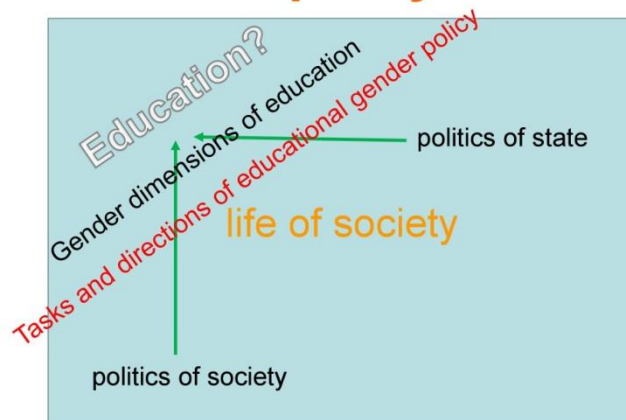 Education?
Gender dimensions of education
Tasks and directions of educational gender policy
politics of state
life of society
politics of society